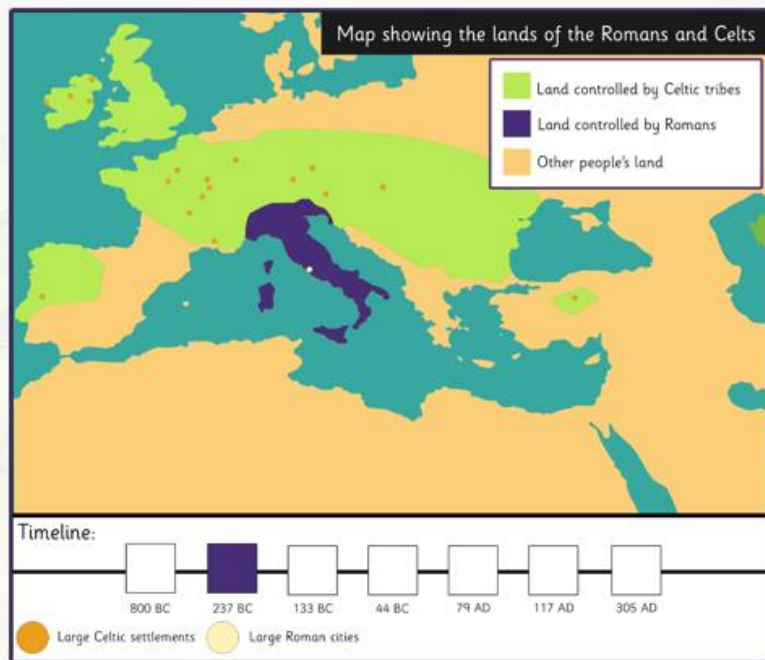 Map showing the lands of the Romans and Celts
Land controlled by Celtic tribes
Land controlled by Romans
Other people's land
Timeline:
800 BC 237 BC 133 BC 44 BC 79 AD 117 AD 305 AD
Large Celtic settlements Large Roman cities